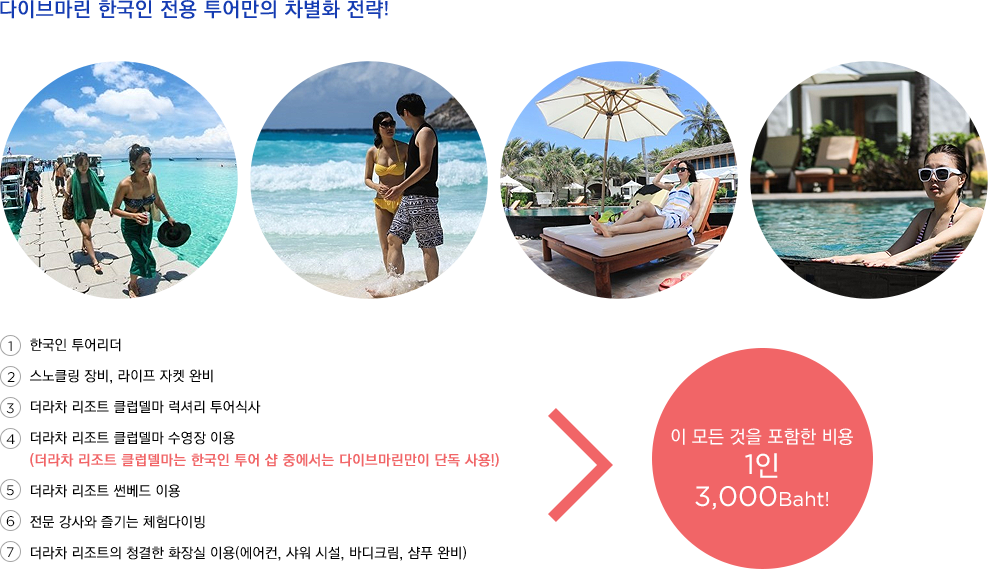 다이브마린 한국인 전용 투어만의 차별화 전략!
1 한국인 투어리더
2 스노클링 장비, 라이프 자켓 완비
3 더라차 리조트 클럽델마 럭셔리 투어식사
4 더라차 리조트 클럽델마 수영장 이용
(더라차 리조트 클럽델마는 한국인 투어 샵 중에서는 다이브마린만이 단독 사용!)
5 더라차 리조트 썬베드 이용
6 전문 강사와 즐기는 체험다이빙
7 더라차 리조트의 청결한 화장실 이용(에어컨, 샤워 시설, 바디크림, 샴푸 완비)
이 모든 것을 포함한 비용
1인
3,000Baht!